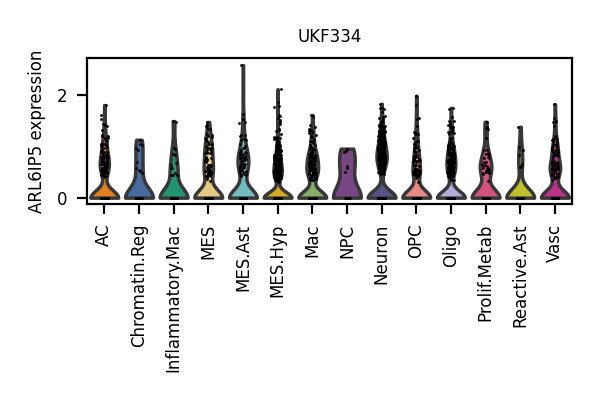 UKF334
ARL6IP5 expression
2
0
AC
Chromatin.Reg
Inflammatory.Mac
MES
MES.Ast
MES.Hyp
Mac
NPC
Neuron
OPC
Oligo
Prolif.Metab
Reactive.Ast
Vasc